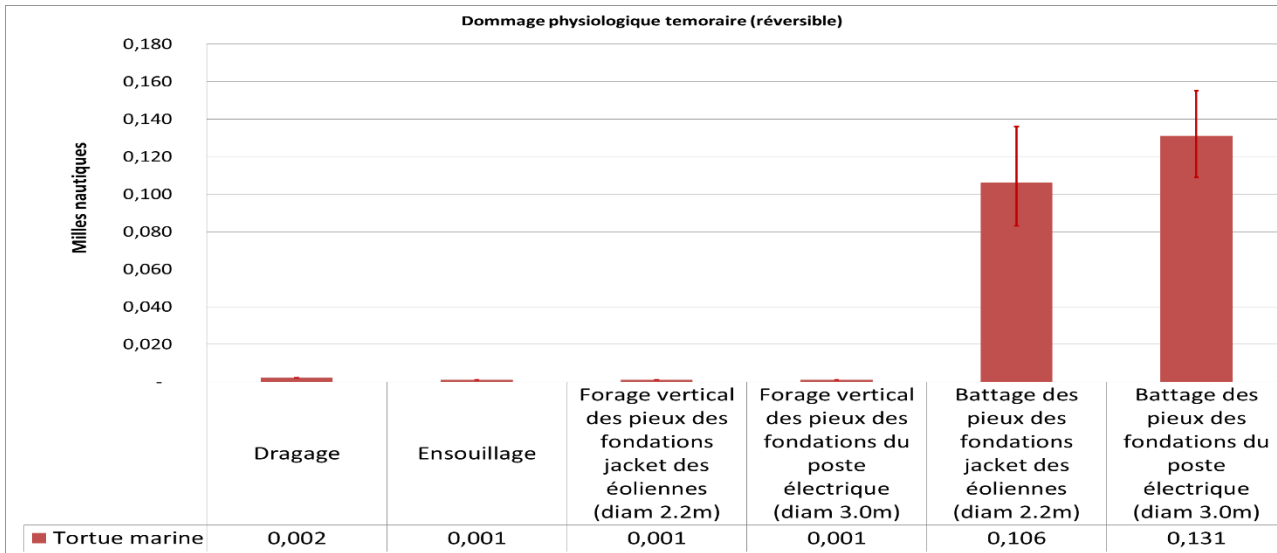 Dommage physiologique temoraire (réversible)
Milles nautiques
0,180
0,160
0,140
0,120
0,100
0,080
0,060
0,040
0,020
-
Dragage
Ensouillage
Forage vertical
des pieux des
fondations
jacket des
éoliennes
(diam 2.2m)
Forage vertical
des pieux des
fondations du
poste
électrique
(diam 3.0m)
Battage des
pieux des
fondations
jacket des
éoliennes
(diam 2.2m)
Battage des
pieux des
fondations du
poste
électrique
(diam 3.0m)
Tortue marine 0,002 0,001 0,001 0,001 0,106 0,131